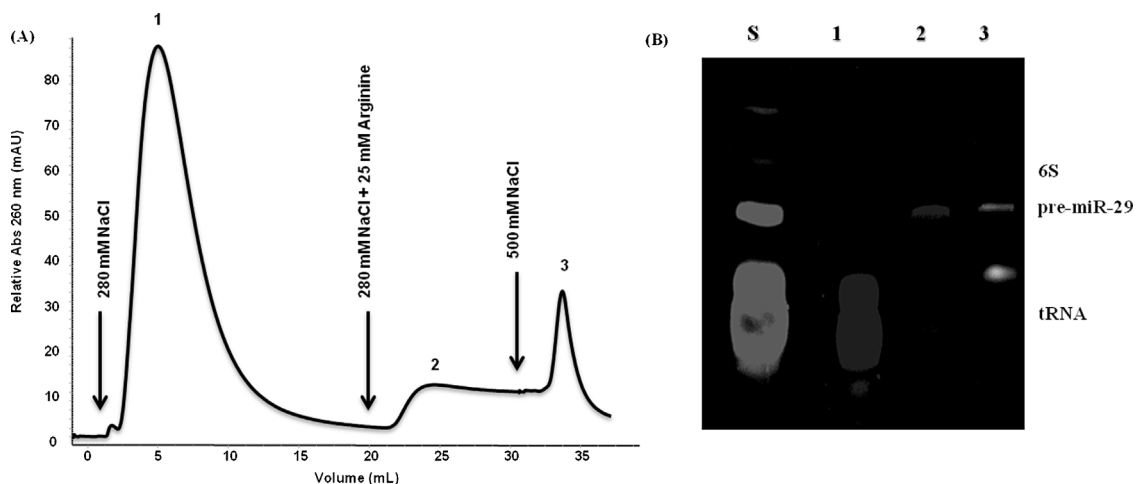 (A)
1
Relative Abs 260 nm (mAU)
80
70
60
50
40
30
20
10
0
280 mM NaCl
280 mM NaCl + 25 mM Arginine
500 mM NaCl
2
3
0
5
10
15
20
25
30
35
Volume (mL)
(B)
S 1 2 3
6S
pre-miR-29
tRNA